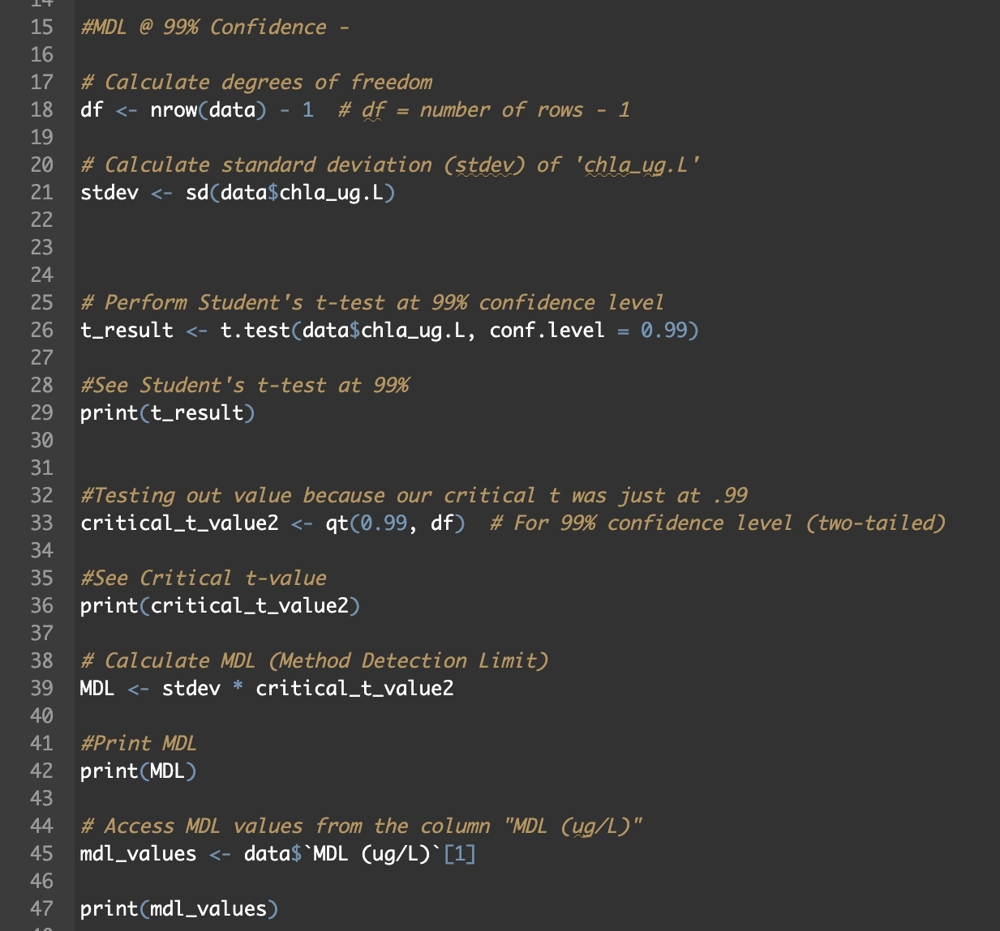 15 #MDL @ 99% Confidence -
16
17 # Calculate degrees of freedom
18 df <- nrow(data) - 1  # df = number of rows - 1
19
20 # Calculate standard deviation (stdev) of 'chla_ug.L'
21 stdev <- sd(data$chla_ug.L)
22
23
24
25 # Perform Student's t-test at 99% confidence level
26 t_result <- t.test(data$chla_ug.L, conf.level = 0.99)
27
28 #See Student's t-test at 99%
29 print(t_result)
30
31
32 #Testing out value because our critical t was just at .99
33 critical_t_value2 <- qt(0.99, df)  # For 99% confidence level (two-tailed)
34
35 #See Critical t-value
36 print(critical_t_value2)
37
38 # Calculate MDL (Method Detection Limit)
39 MDL <- stdev * critical_t_value2
40
41 #Print MDL
42 print(MDL)
43
44 # Access MDL values from the column "MDL (ug/L)"
45 mdl_values <- data$`MDL (ug/L)`[1]
46
47 print(mdl_values)